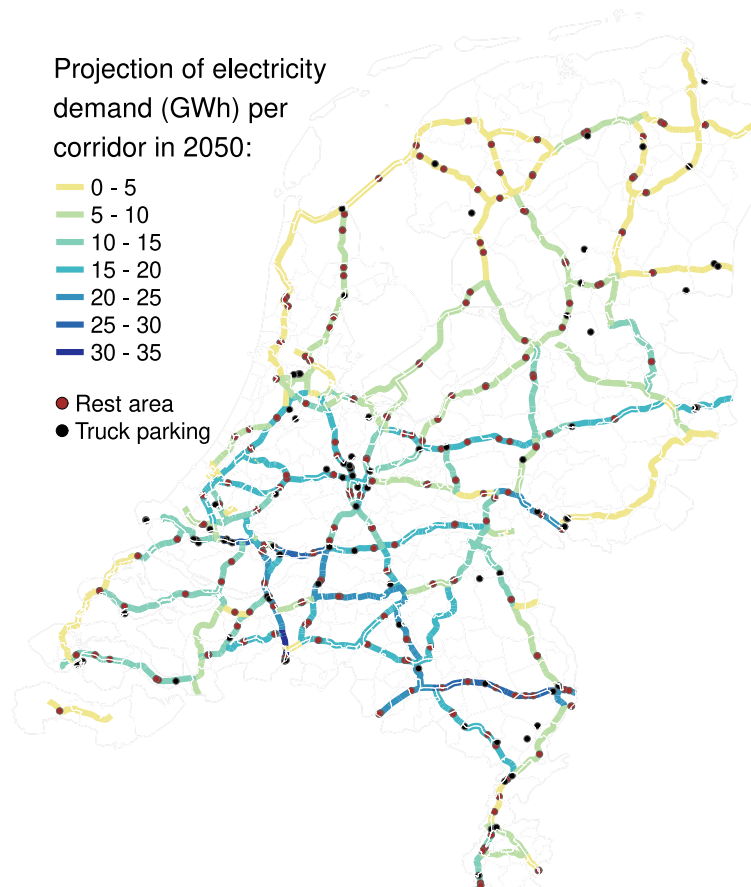 Projection of electricity
demand (GWh) per
corridor in 2050:
0 - 5
5 - 10
10 - 15
15 - 20
20 - 25
25 - 30
30 - 35
Rest area
Truck parking